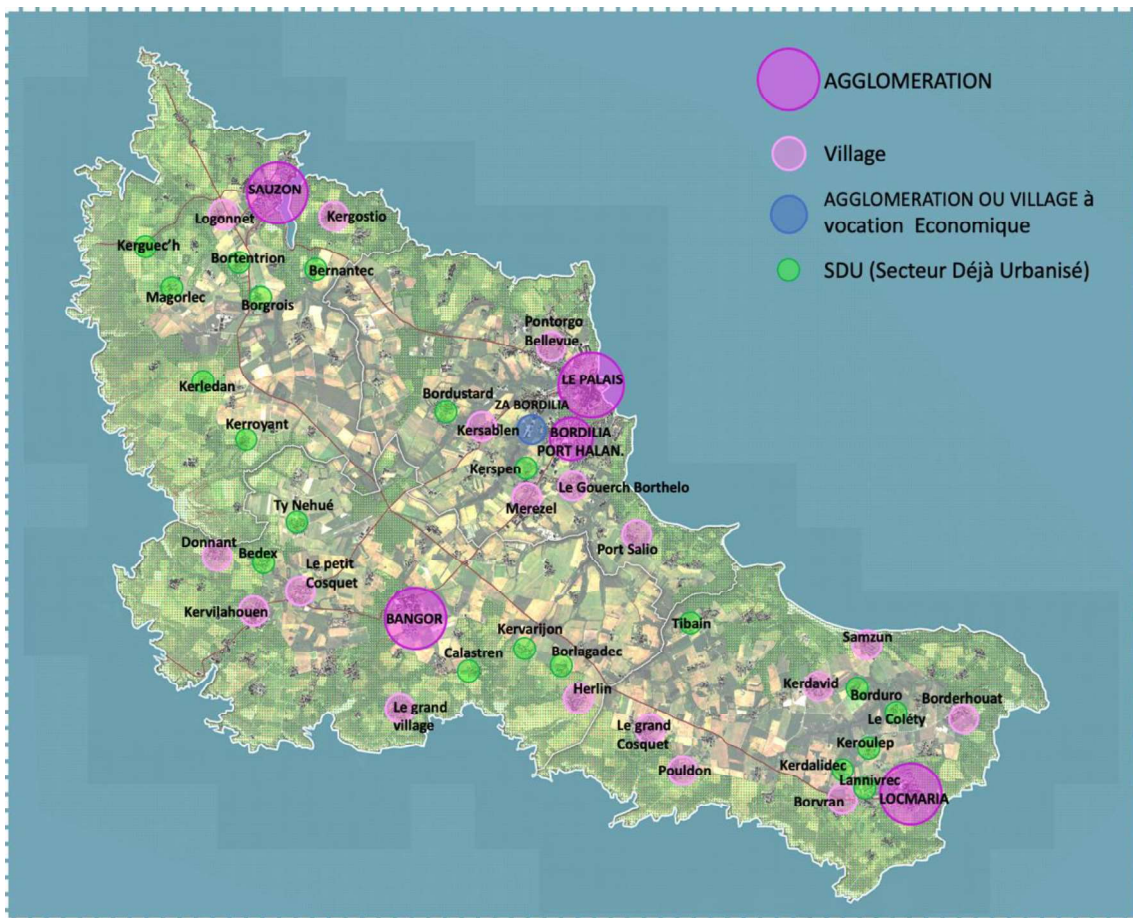 AGGLOMERATION
Village
AGGLOMERATION OU VILLAGE à
vocation Economique
SDU (Secteur Déjà Urbanisé)
SAUZON
Logonnet
Kergostio
Kerguec'h
Bortentrion
Bernantec
Magorlec
Borgrois
Pontorgo
Bellevue
LE PALAIS
Kerledan
Bordustard
ZA BORDILIA
Kersablen
BORDILIA
PORT HALAN.
Kerroyant
Kerspen
Le Gouerch Borthelo
Merezel
Ty Nehué
Port Salio
Donnant
Bedex
Le petit
Cosquet
Kervilahouen
BANGOR
Kervarijon
Tibain
Calastren
Borlagadec
Samzun
Herlin
Kerdavid
Borduro
Borderhouat
Le grand
village
Le Coléty
Le grand
Cosquet
Keroulep
Pouldon
Kerdalidec
Lannivrec
Borvran
LOCMARIA